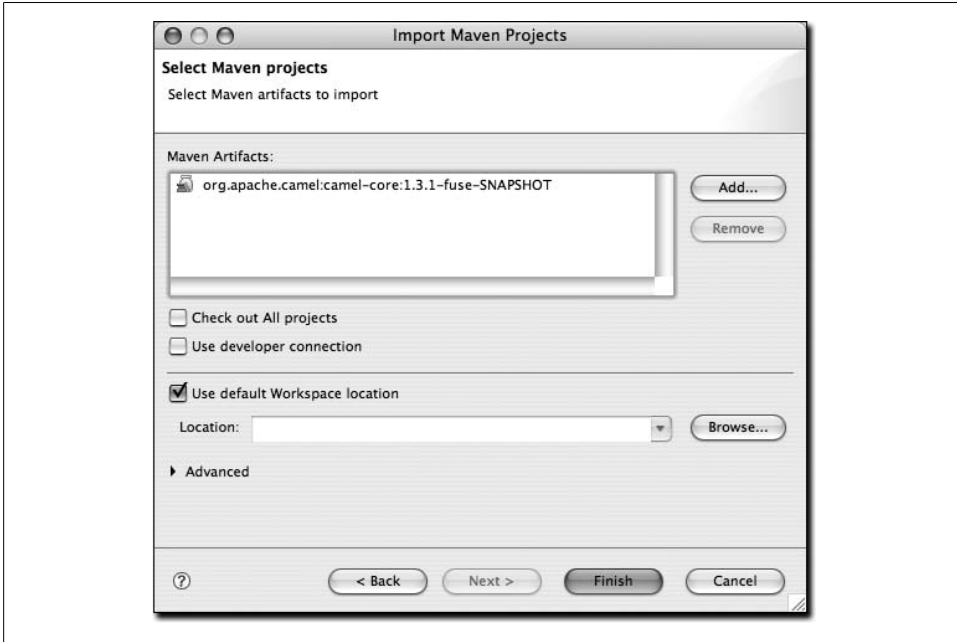 Import Maven Projects
Select Maven projects
Select Maven artifacts to import
Maven Artifacts:
org.apache.camel:camel-core:1.3.1-fuse-SNAPSHOT
Add...
Remove
Check out All projects
Use developer connection
Use default Workspace location
Location:
Browse...
Advanced
?
< Back
Next >
Finish
Cancel